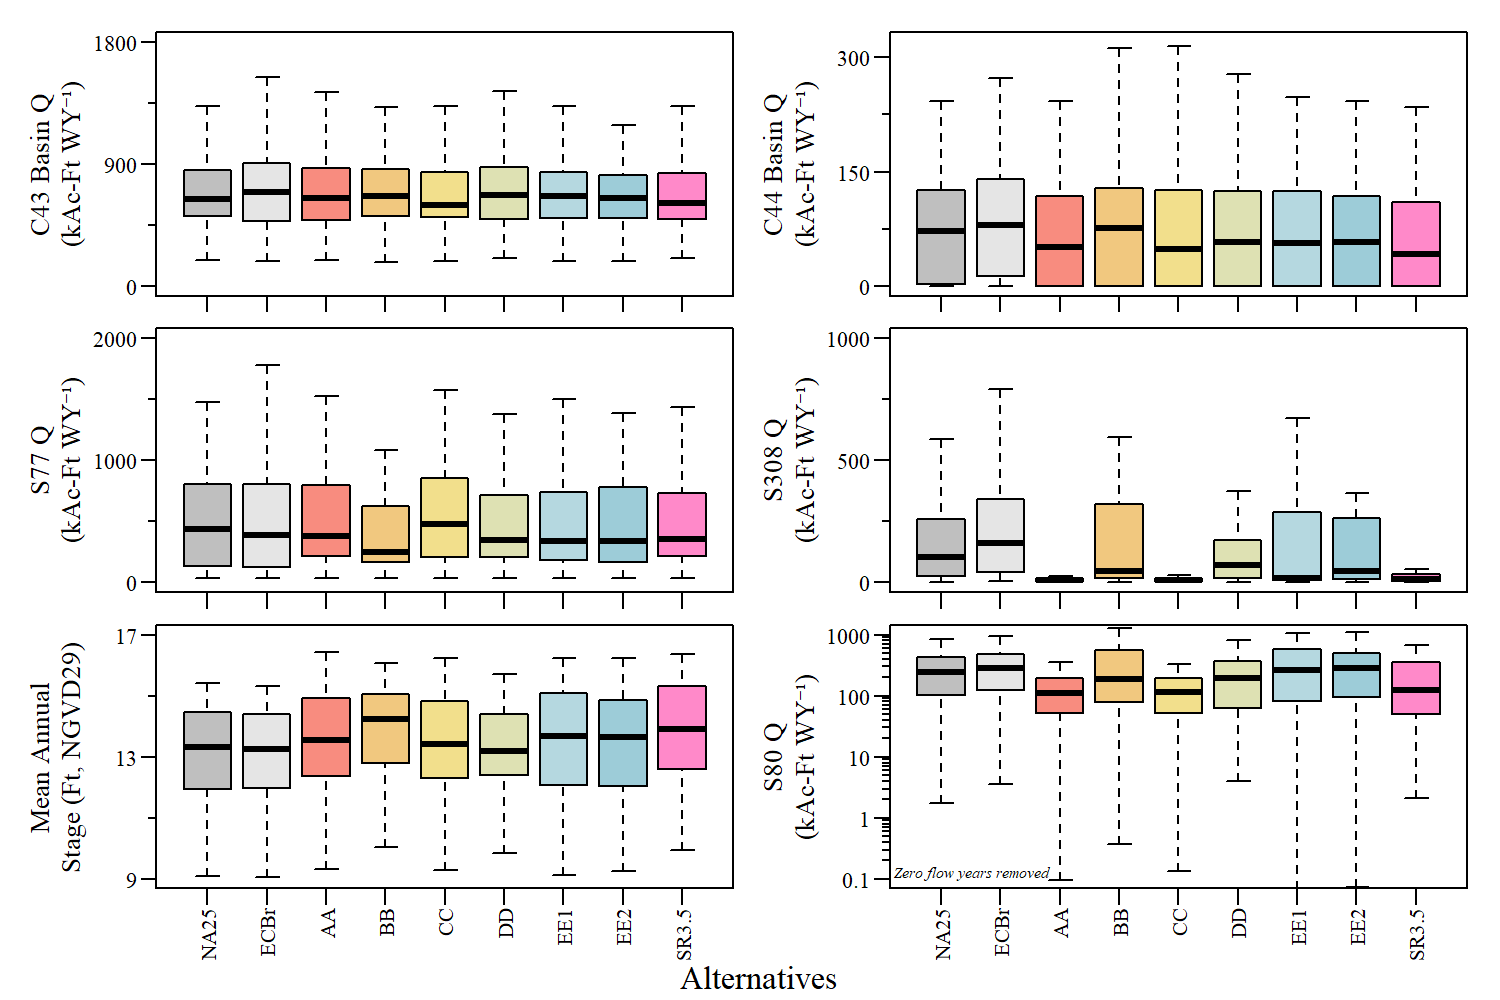 C43 Basin Q
(kAc-Ft WY⁻¹)
1800
900
0
C44 Basin Q
(kAc-Ft WY⁻¹)
300
150
0
S77 Q
(kAc-Ft WY⁻¹)
2000
1000
0
S308 Q
(kAc-Ft WY⁻¹)
1000
500
0
Mean Annual
Stage (Ft, NGVD29)
17
13
9
S80 Q
(kAc-Ft WY⁻¹)
1000
100
10
1
0.1
Zero flow years removed
NA25
ECBr
AA
BB
CC
DD
EE1
EE2
SR3.5
NA25
ECBr
AA
BB
CC
DD
EE1
EE2
SR3.5
Alternatives